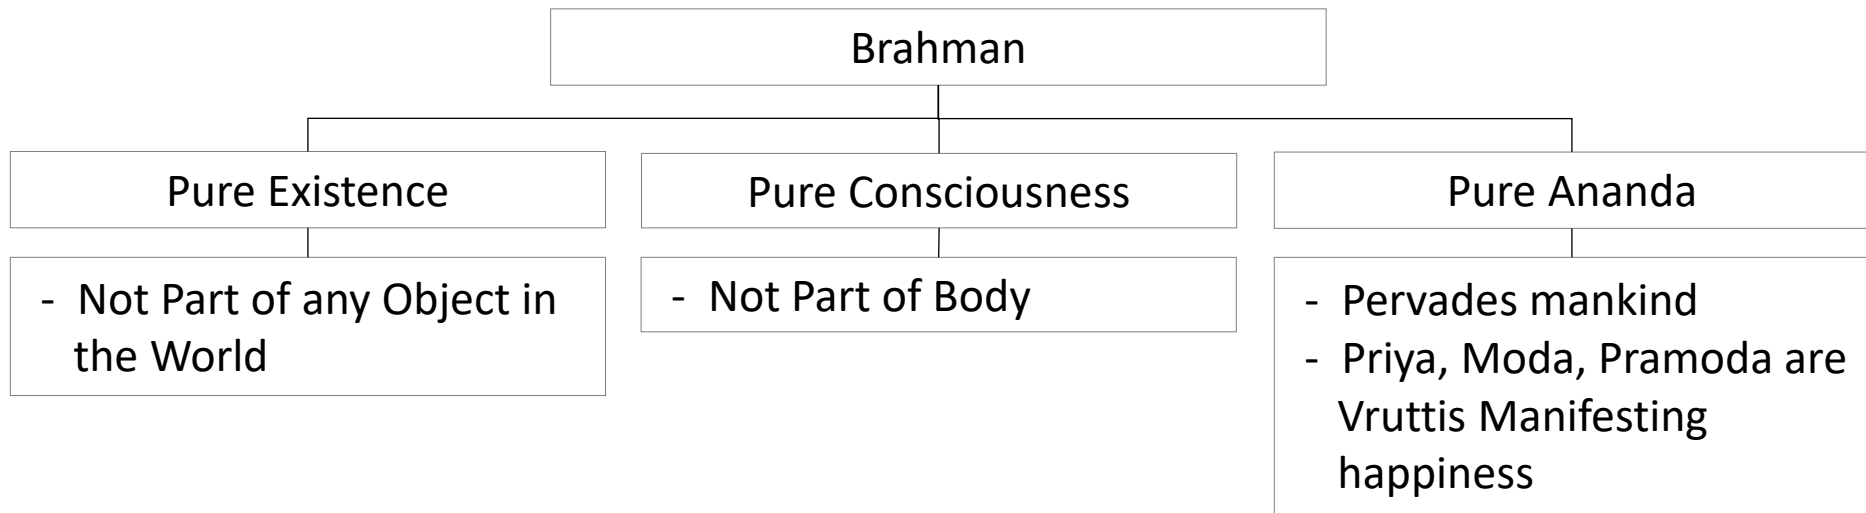 Brahman
Pure Existence
Pure Consciousness
Pure Ananda
- Not Part of any Object in
the World
- Not Part of Body
- Pervades mankind
- Priya, Moda, Pramoda are
Vruttis Manifesting
happiness